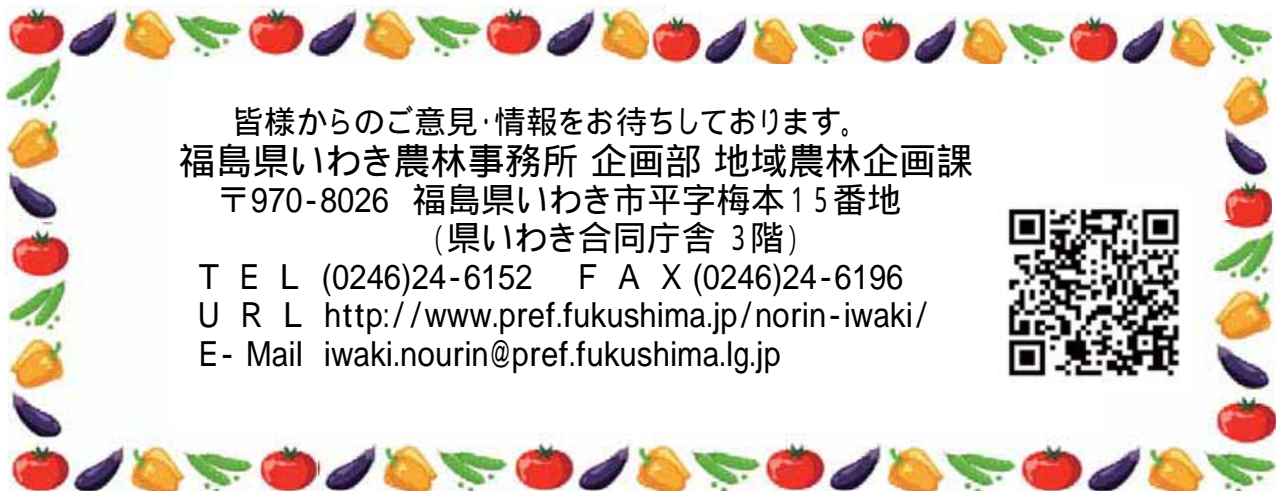 皆様からのご意見・情報をお待ちしております。
福島県いわき農林事務所 企画部 地域農林企画課
〒970-8026 福島県いわき市平字梅本15番地
(県いわき合同庁舎 3階)
T E L (0246)24-6152 F A X (0246)24-6196
U R L http://www.pref.fukushima.jp/norin-iwaki/
E- Mail iwaki.nourin@pref.fukushima.lg.jp